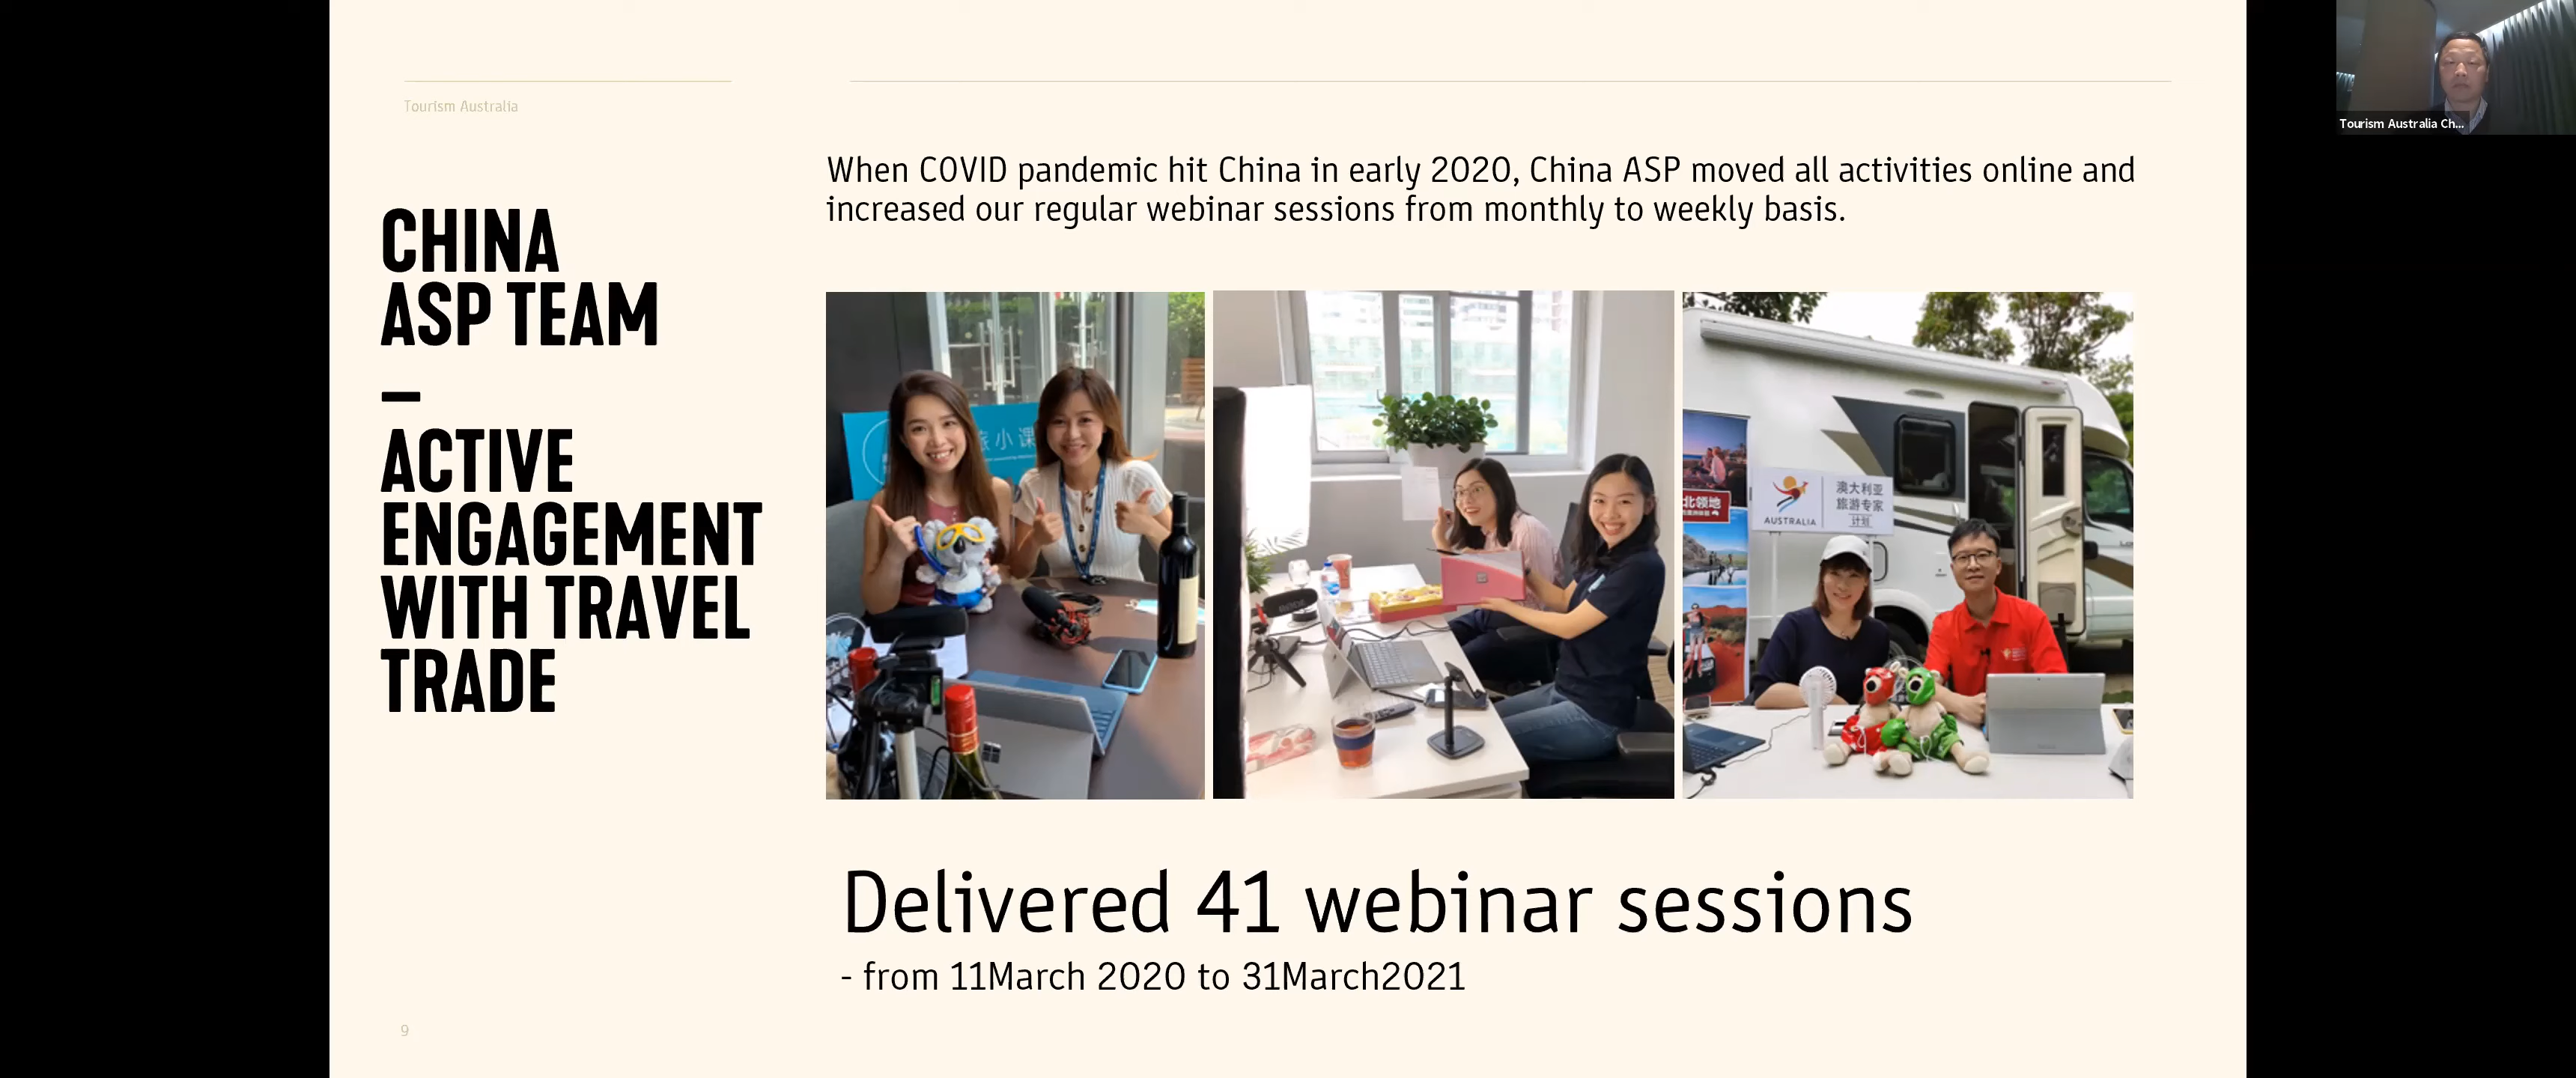 Tourism Australia
CHINA
ASP TEAM
–
ACTIVE
ENGAGEMENT
WITH TRAVEL
TRADE
When COVID pandemic hit China in early 2020, China ASP moved all activities online and
increased our regular webinar sessions from monthly to weekly basis.
旅小课
北领地
AUSTRALIA
澳大利亚
旅游专家
计划
Delivered 41 webinar sessions
- from 11March 2020 to 31March2021
9
Tourism Australia Ch...